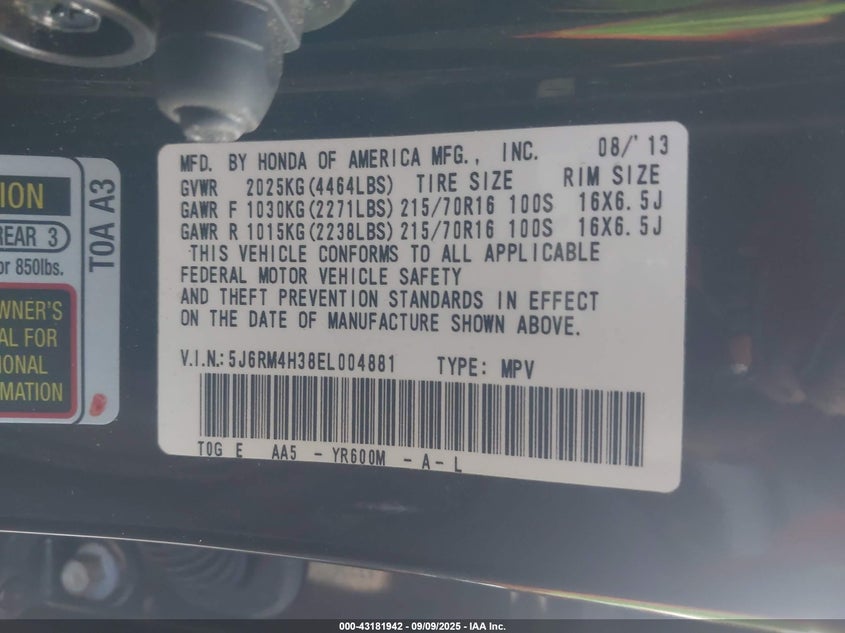 MFD. BY HONDA OF AMERICA MFG., INC. 08/'13
GVWR 2025KG(4464LBS) TIRE SIZE RIM SIZE
GAWR F 1030KG(2271LBS) 215/70R16 100S 16X6.5J
GAWR R 1015KG(2238LBS) 215/70R16 100S 16X6.5J
THIS VEHICLE CONFORMS TO ALL APPLICABLE
FEDERAL MOTOR VEHICLE SAFETY
AND THEFT PREVENTION STANDARDS IN EFFECT
ON THE DATE OF MANUFACTURE SHOWN ABOVE.
V.I.N.: 5J6RM4H38EL004881 TYPE: MPV
T0G E AA5 - YR600M - A - L
ION
REAR 3
or 850lbs.
WNER'S
AL FOR
IONAL
RMATION
T0A A3
000-43181942 - 09/09/2025 - IAA Inc.